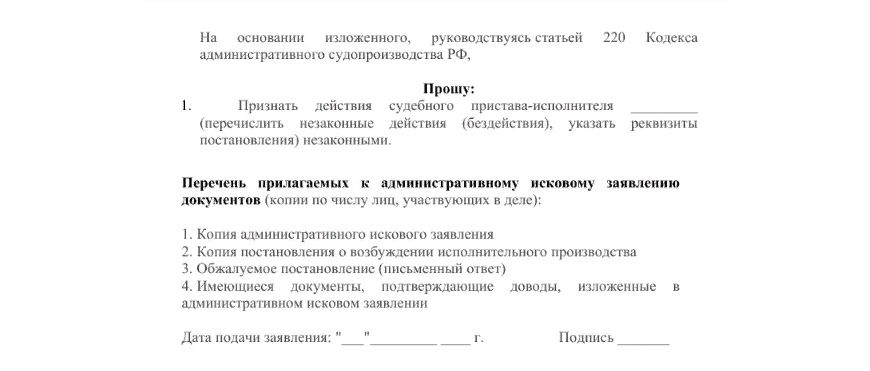 На основании изложенного, руководствуясь статьей 220 Кодекса
административного судопроизводства РФ,
Прошу:
1. Признать действия судебного пристава-исполнителя __________
(перечислить незаконные действия (бездействия), указать реквизиты
постановления) незаконными.
Перечень прилагаемых к административному исковому заявлению
документов (копии по числу лиц, участвующих в деле):
1. Копия административного искового заявления
2. Копия постановления о возбуждении исполнительного производства
3. Обжалуемое постановление (письменный ответ)
4. Имеющиеся документы, подтверждающие доводы, изложенные в
административном исковом заявлении
Дата подачи заявления: "___"_________ ____ г. Подпись _______